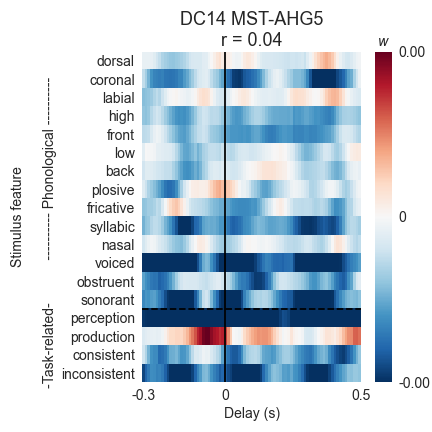 DC14 MST-AHG5
r = 0.04
w
Stimulus feature
---------- Phonological ----------
-Task-related-
dorsal
coronal
labial
high
front
low
back
plosive
fricative
syllabic
nasal
voiced
obstruent
sonorant
perception
production
consistent
inconsistent
0.00
0
-0.00
-0.3
0
0.5
Delay (s)